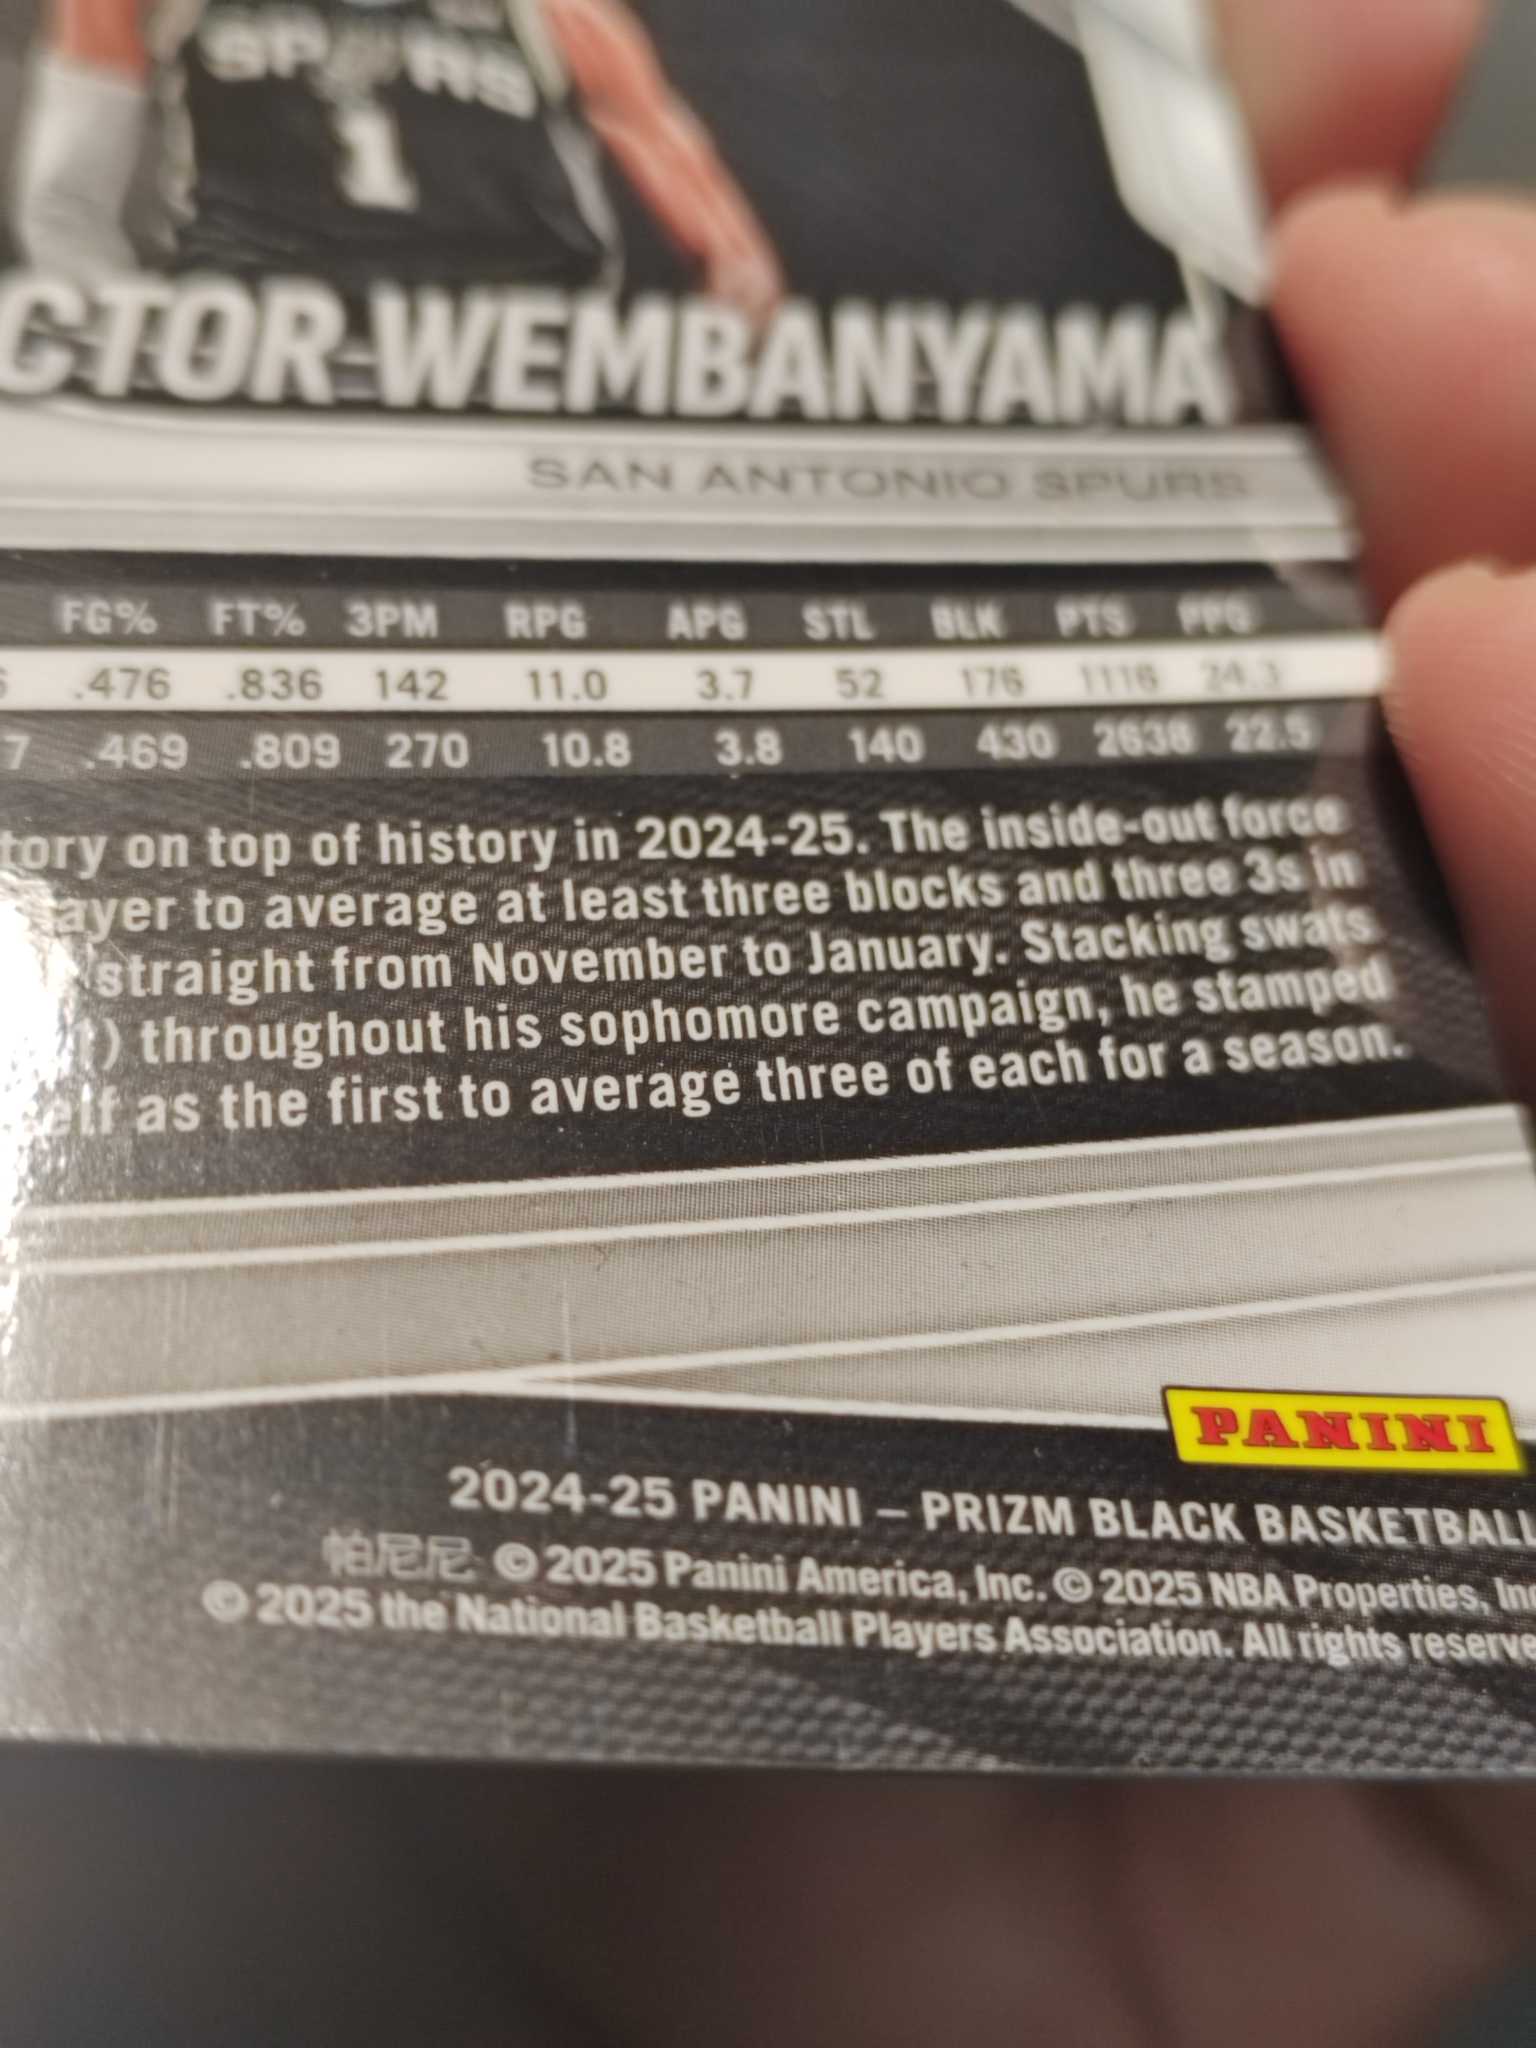 SPURS
1
CTOR WEMBANYAMA
SAN ANTONIO SPURS
FG% FT% 3PM RPG APG STL BLK PTS PPG
.476 .836 142 11.0 3.7 52 176 1116 24.3
7 .469 .809 270 10.8 3.8 140 430 2638 22.5
tory on top of history in 2024-25. The inside-out force
ayer to average at least three blocks and three 3s in
straight from November to January. Stacking swats
) throughout his sophomore campaign, he stamped
elf as the first to average three of each for a season.
PANINI
2024-25 PANINI – PRIZM BLACK BASKETBALL
帕尼尼 © 2025 Panini America, Inc. © 2025 NBA Properties, Inc
© 2025 the National Basketball Players Association. All rights reserve